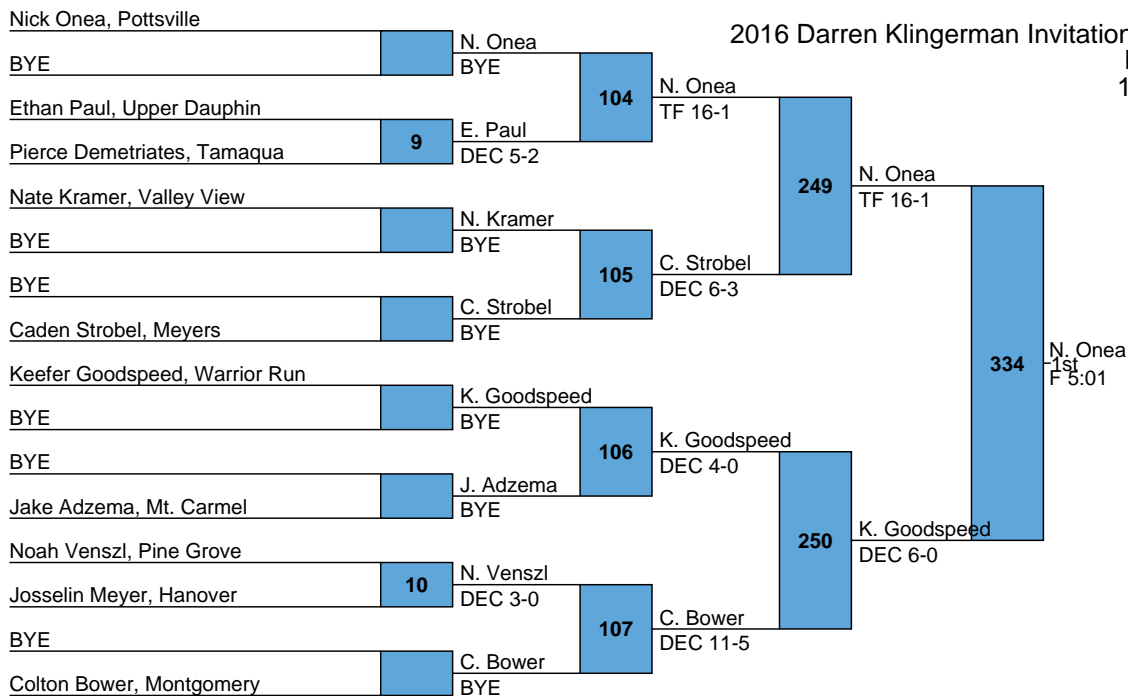 Nick Onea, Pottsville
BYE
Ethan Paul, Upper Dauphin
Pierce Demetriates, Tamaqua
Nate Kramer, Valley View
BYE
BYE
Caden Strobel, Meyers
Keefer Goodspeed, Warrior Run
BYE
BYE
Jake Adzema, Mt. Carmel
Noah Venszl, Pine Grove
Josselin Meyer, Hanover
BYE
Colton Bower, Montgomery
9
10
N. Onea
BYE
E. Paul
DEC 5-2
N. Kramer
BYE
C. Strobel
BYE
K. Goodspeed
BYE
J. Adzema
BYE
N. Venszl
DEC 3-0
C. Bower
BYE
104
105
106
107
N. Onea
TF 16-1
C. Strobel
DEC 6-3
K. Goodspeed
DEC 4-0
C. Bower
DEC 11-5
249
250
N. Onea
TF 16-1
K. Goodspeed
DEC 6-0
334
N. Onea
1st
F 5:01
2016 Darren Klingerman Invitation
1